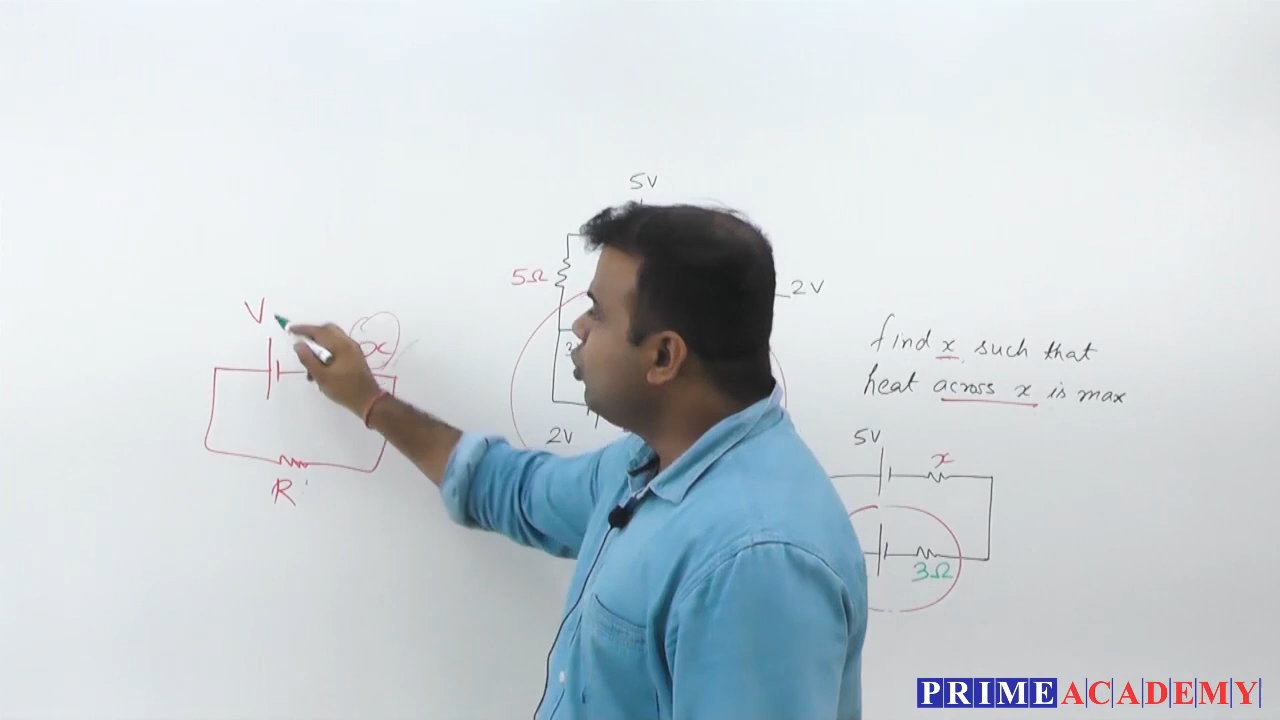 5V
5Ω
2V
V
x
find x such that
heat across x is max
R
2V
5V
x
3Ω
PRIME ACADEMY